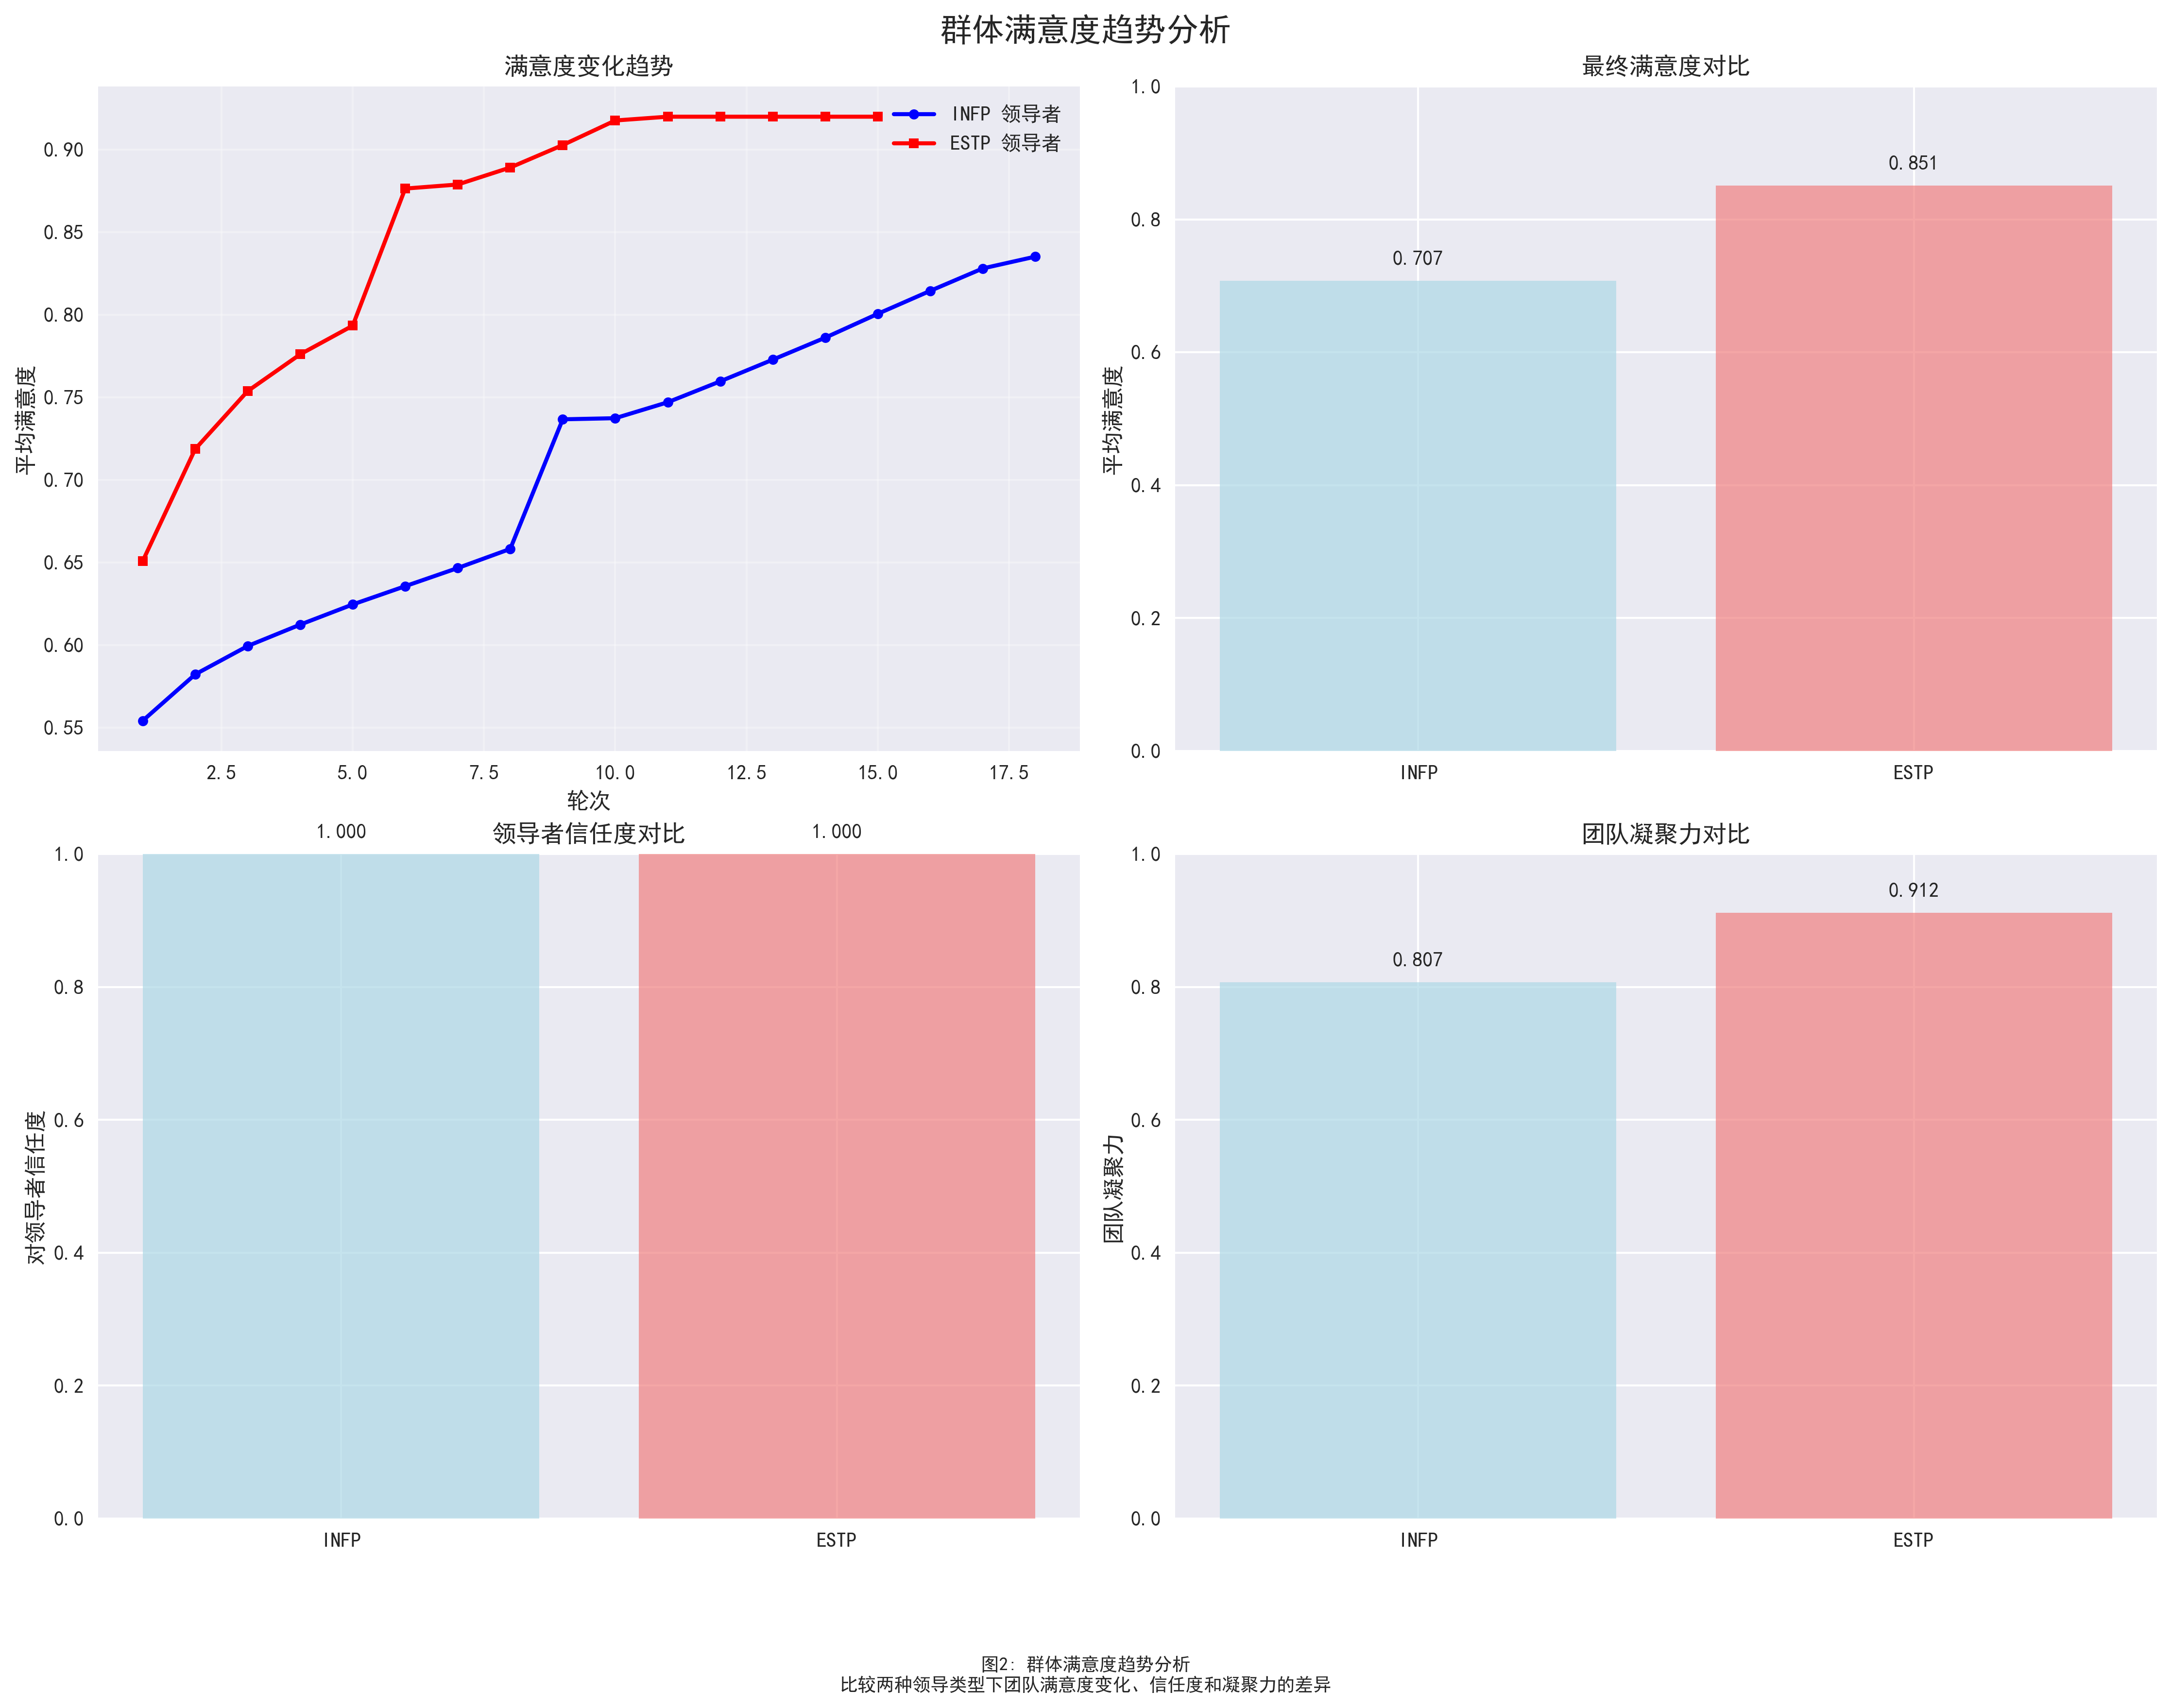 群体满意度趋势分析
满意度变化趋势
INFP 领导者
ESTP 领导者
平均满意度
0.90
0.85
0.80
0.75
0.70
0.65
0.60
0.55
2.5 5.0 7.5 10.0 12.5 15.0 17.5
轮次
最终满意度对比
平均满意度
1.0
0.8
0.6
0.4
0.2
0.0
0.707
0.851
INFP ESTP
领导者信任度对比
对领导者信任度
1.000 1.000
1.0
0.8
0.6
0.4
0.2
0.0
INFP ESTP
团队凝聚力对比
团队凝聚力
1.0
0.8
0.6
0.4
0.2
0.0
0.807
0.912
INFP ESTP
图2: 群体满意度趋势分析
比较两种领导类型下团队满意度变化、信任度和凝聚力的差异